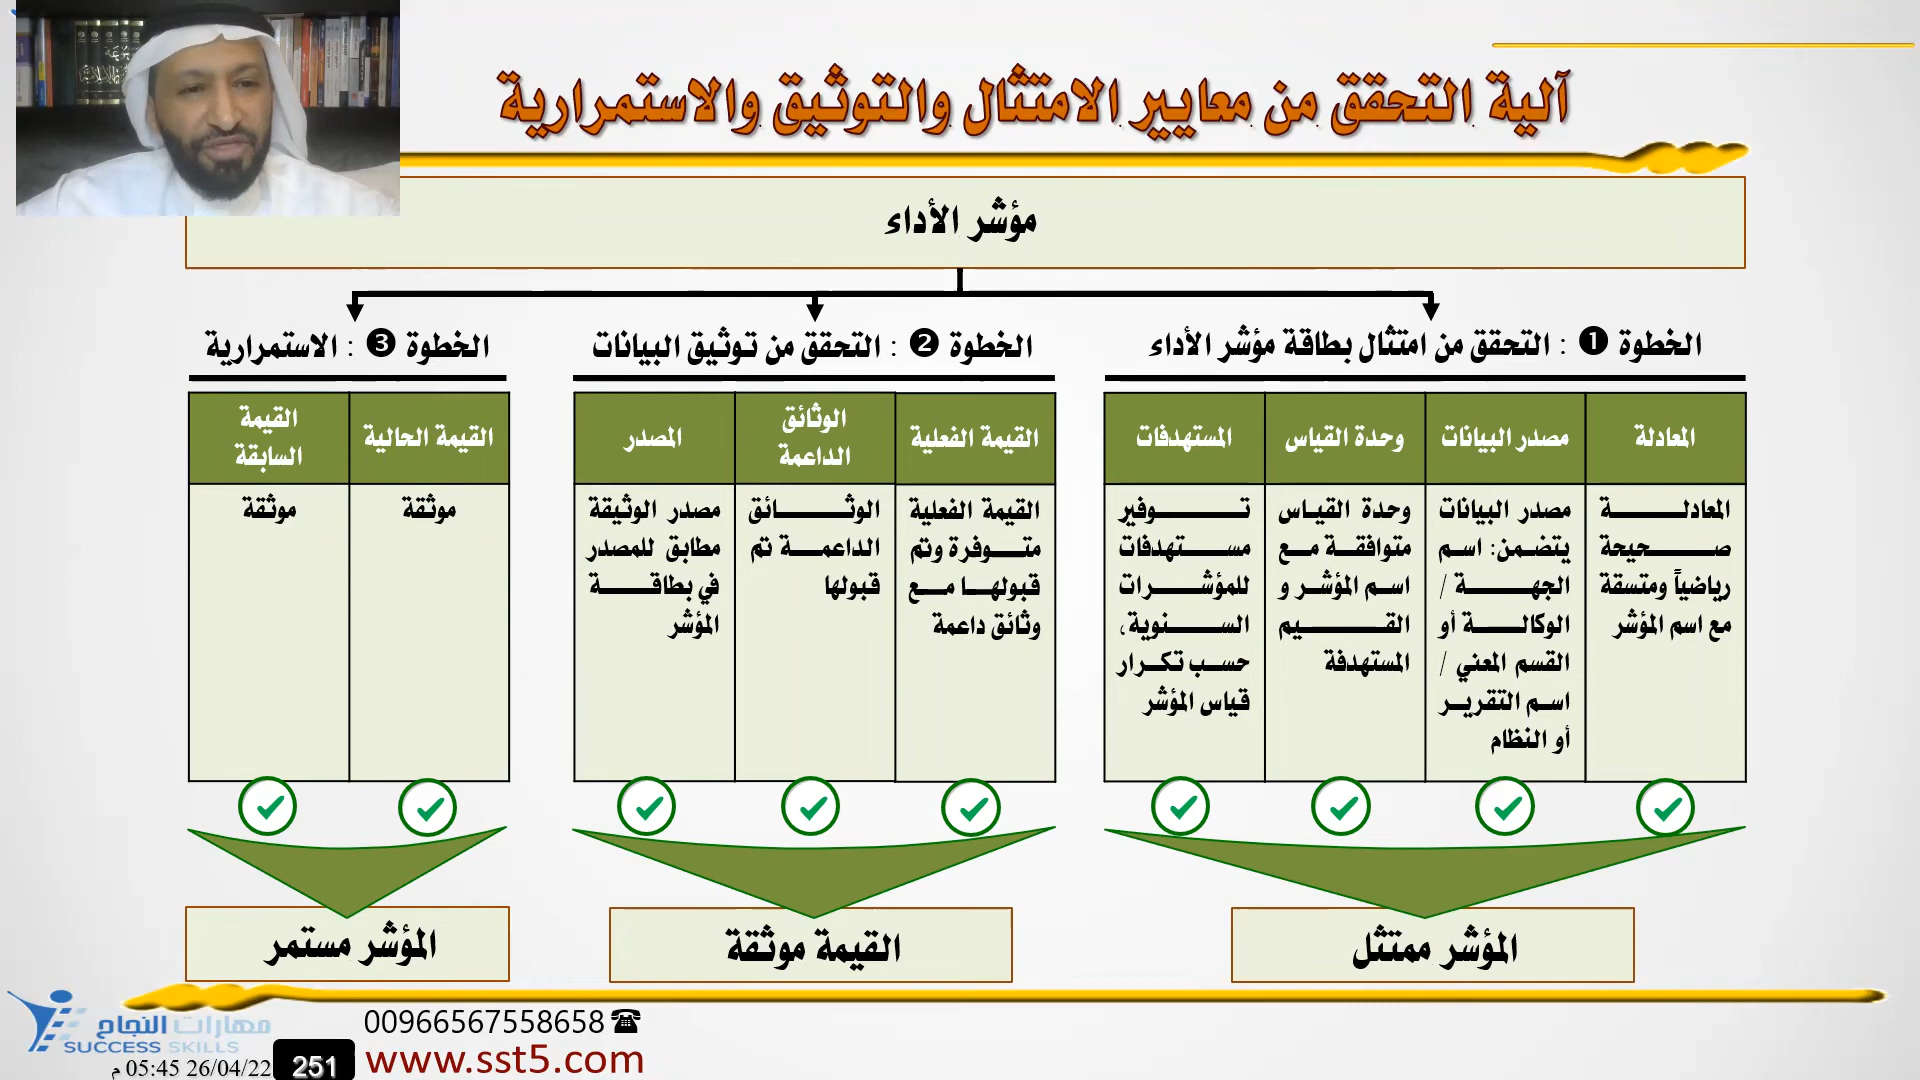 آلية التحقق من معايير الامتثال والتوثيق والاستمرارية
مؤشر الأداء
الخطوة ❶ : التحقق من امتثال بطاقة مؤشر الأداء
المعادلة
مصدر البيانات
وحدة القياس
المستهدفات
المعادلة
صحيحة
رياضياً ومتسقة
مع اسم المؤشر
مصدر البيانات
يتضمن: اسم
الجهة /
الوكالة أو
القسم المعني /
اسم التقرير
أو النظام
وحدة القياس
متوافقة مع
اسم المؤشر و
القيم
المستهدفة
توفير
مستهدفات
للمؤشرات
السنوية،
حسب تكرار
قياس المؤشر
المؤشر ممتثل
الخطوة ❷ : التحقق من توثيق البيانات
القيمة الفعلية
الوثائق
الداعمة
المصدر
القيمة الفعلية
متوفرة وتم
قبولها مع
وثائق داعمة
الوثائق
الداعمة تم
قبولها
مصدر الوثيقة
مطابق للمصدر
في بطاقة
المؤشر
القيمة موثقة
الخطوة ❸ : الاستمرارية
القيمة الحالية
القيمة
السابقة
موثقة
موثقة
المؤشر مستمر
مهارات النجاح
SUCCESS SKILLS
00966567558658 ☎
www.sst5.com
251
26/04/22 05:45 م